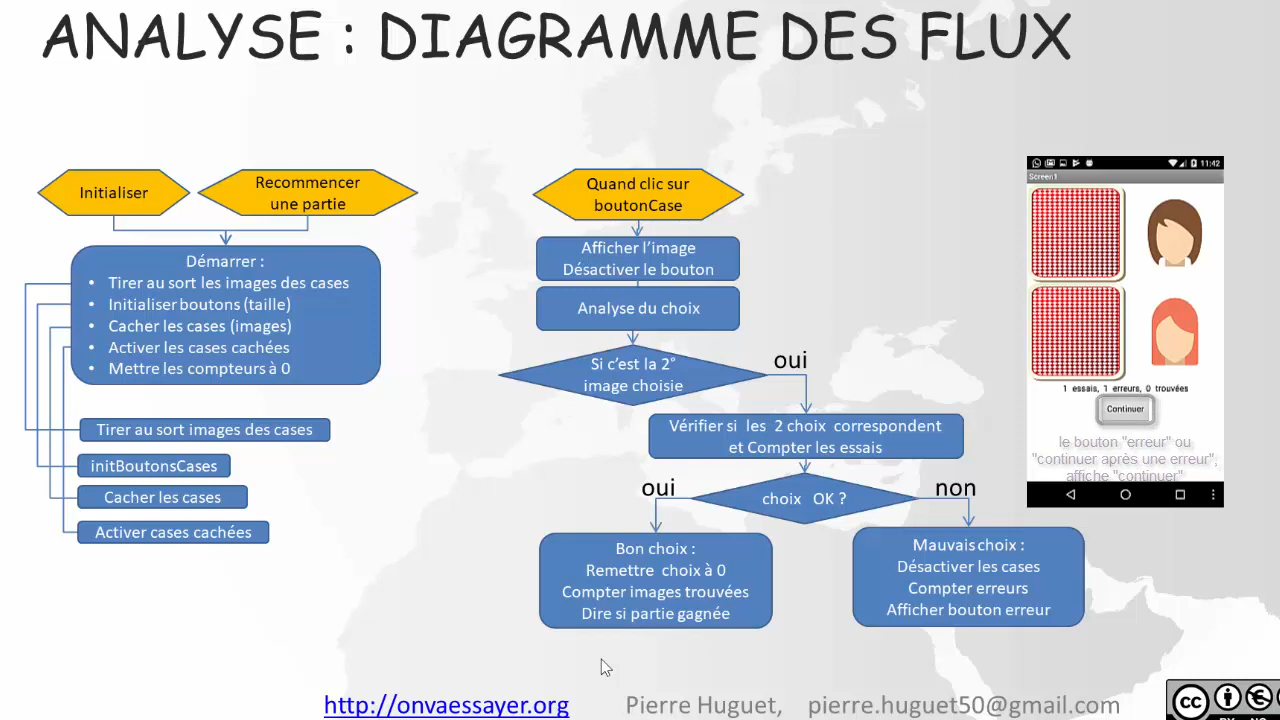 ANALYSE : DIAGRAMME DES FLUX
Initialiser
Recommencer
une partie
Démarrer :
• Tirer au sort les images des cases
• Initialiser boutons (taille)
• Cacher les cases (images)
• Activer les cases cachées
• Mettre les compteurs à 0
Tirer au sort images des cases
initBoutonsCases
Cacher les cases
Activer cases cachées
Quand clic sur
boutonCase
Afficher l'image
Désactiver le bouton
Analyse du choix
Si c'est la 2°
image choisie
oui
Vérifier si les 2 choix correspondent
et Compter les essais
oui
choix OK ?
non
Bon choix :
Remettre choix à 0
Compter images trouvées
Dire si partie gagnée
Mauvais choix :
Désactiver les cases
Compter erreurs
Afficher bouton erreur
11:42
Screen1
1 essais, 1 erreurs, 0 trouvées
Continuer
le bouton "erreur" ou
"continuer après une erreur",
affiche "continuer"
http://onvaessayer.org
Pierre Huguet, pierre.huguet50@gmail.com
cc